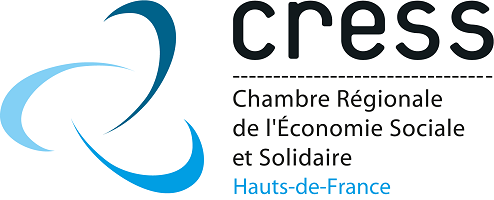 cress
Chambre Régionale
de l'Économie Sociale
et Solidaire
Hauts-de-France